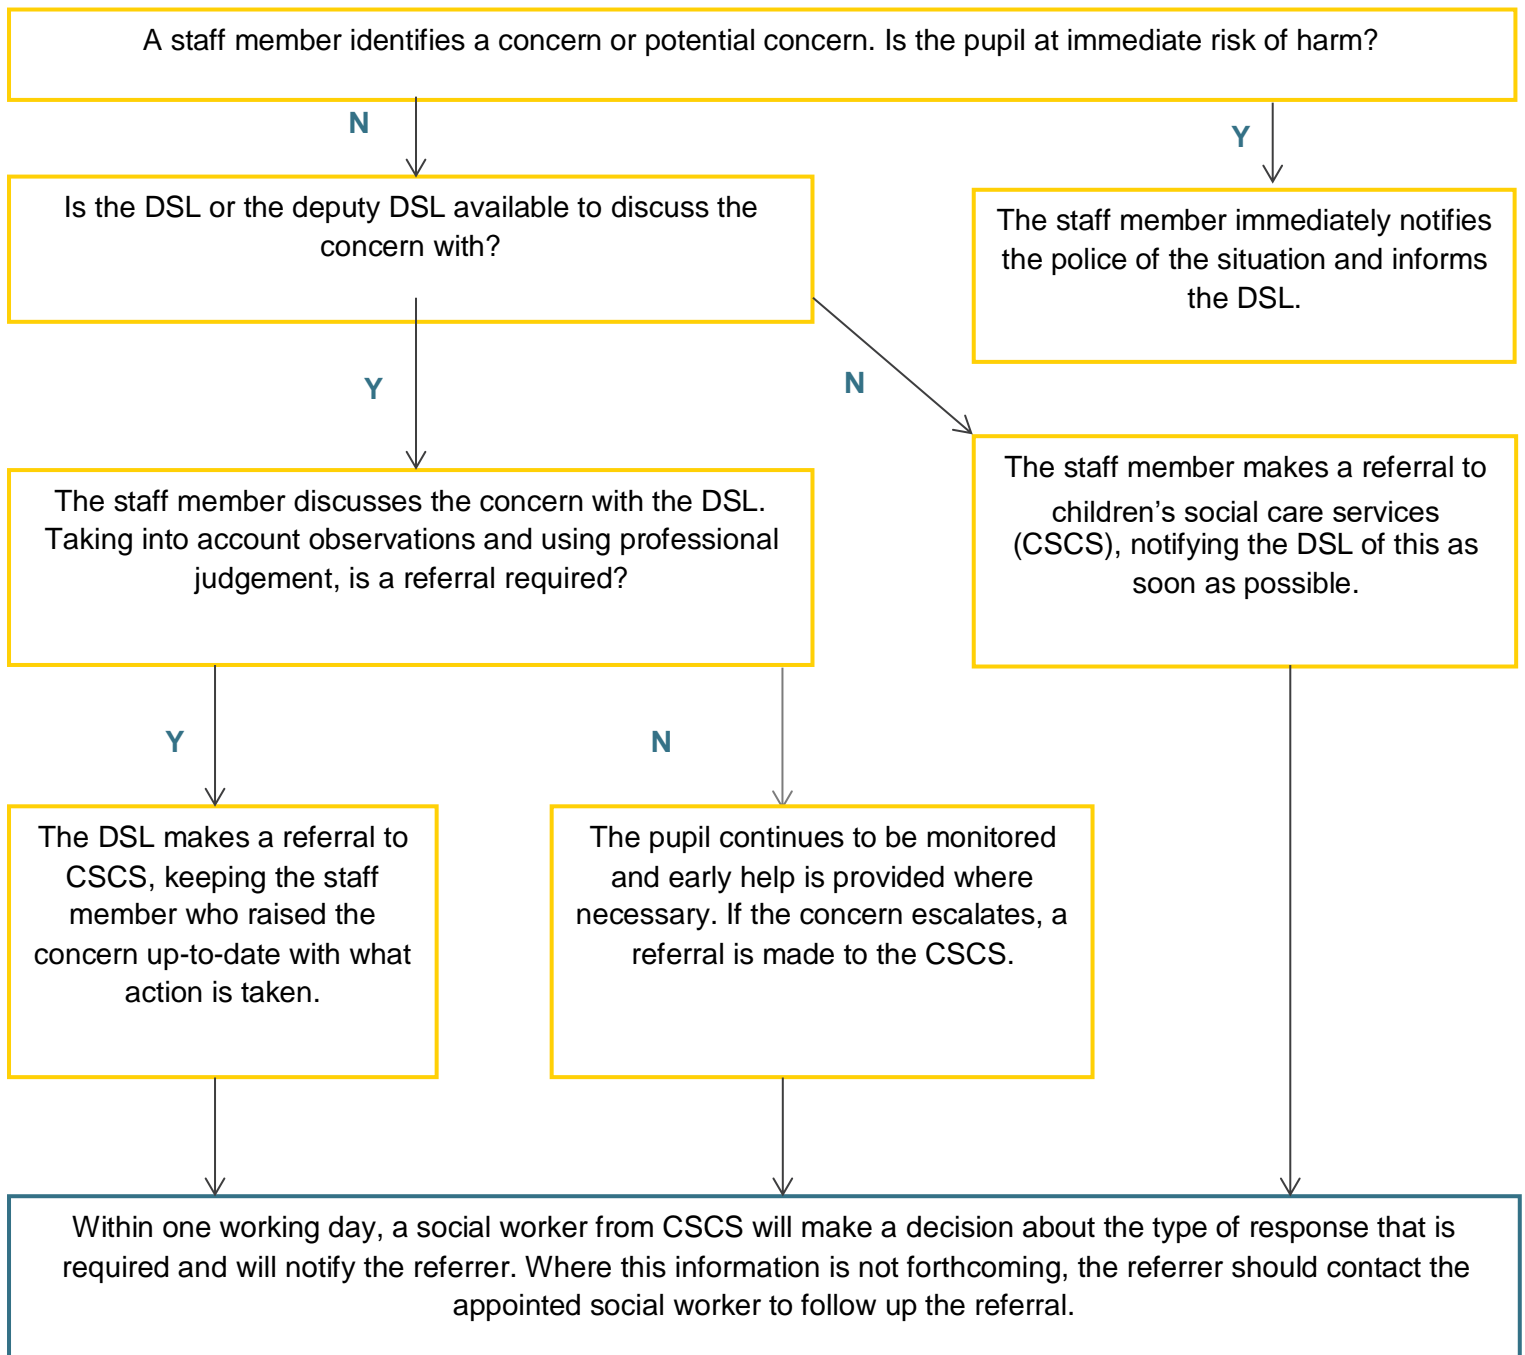 A staff member identifies a concern or potential concern. Is the pupil at immediate risk of harm?
N
Y
Is the DSL or the deputy DSL available to discuss the
concern with?
The staff member immediately notifies
the police of the situation and informs
the DSL.
Y
N
The staff member discusses the concern with the DSL.
Taking into account observations and using professional
judgement, is a referral required?
The staff member makes a referral to
children’s social care services
(CSCS), notifying the DSL of this as
soon as possible.
Y
N
The DSL makes a referral to
CSCS, keeping the staff
member who raised the
concern up-to-date with what
action is taken.
The pupil continues to be monitored
and early help is provided where
necessary. If the concern escalates, a
referral is made to the CSCS.
Within one working day, a social worker from CSCS will make a decision about the type of response that is
required and will notify the referrer. Where this information is not forthcoming, the referrer should contact the
appointed social worker to follow up the referral.